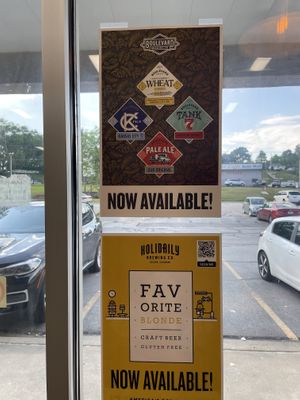 BOULEVARD
WHEAT
KC
TANK
7
PALE ALE
NOW AVAILABLE!
HOLIDAILY
BREWING CO.
FAV
ORITE
BLONDE
CRAFT BEER
GLUTEN FREE
NOW AVAILABLE!